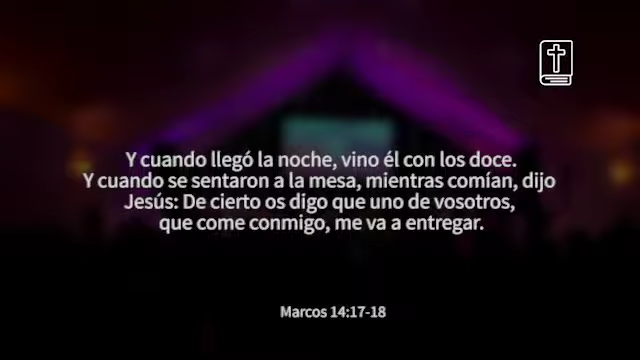 Y cuando llegó la noche, vino él con los doce.
Y cuando se sentaron a la mesa, mientras comían, dijo
Jesús: De cierto os digo que uno de vosotros,
que come conmigo, me va a entregar.
Marcos 14:17-18